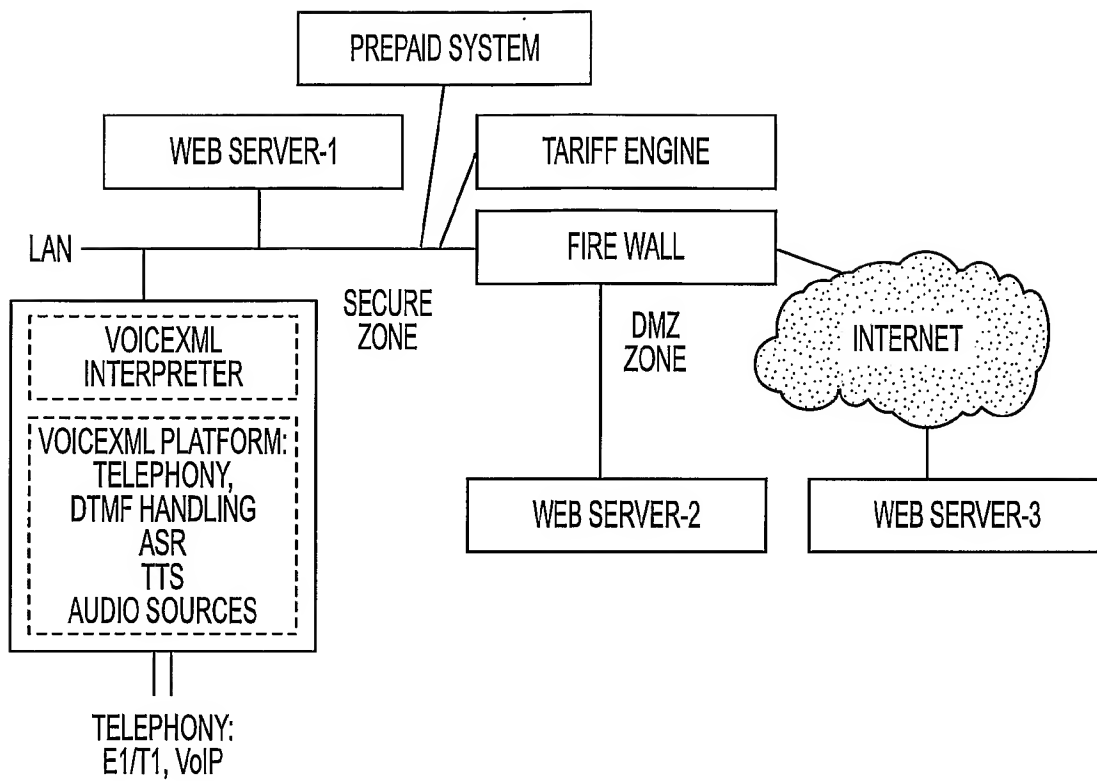 PREPAID SYSTEM
WEB SERVER-1
TARIFF ENGINE
LAN
FIRE WALL
SECURE
ZONE
DMZ
ZONE
INTERNET
VOICEXML
INTERPRETER
VOICEXML PLATFORM:
TELEPHONY,
DTMF HANDLING
ASR
TTS
AUDIO SOURCES
WEB SERVER-2
WEB SERVER-3
TELEPHONY:
E1/T1, VoIP